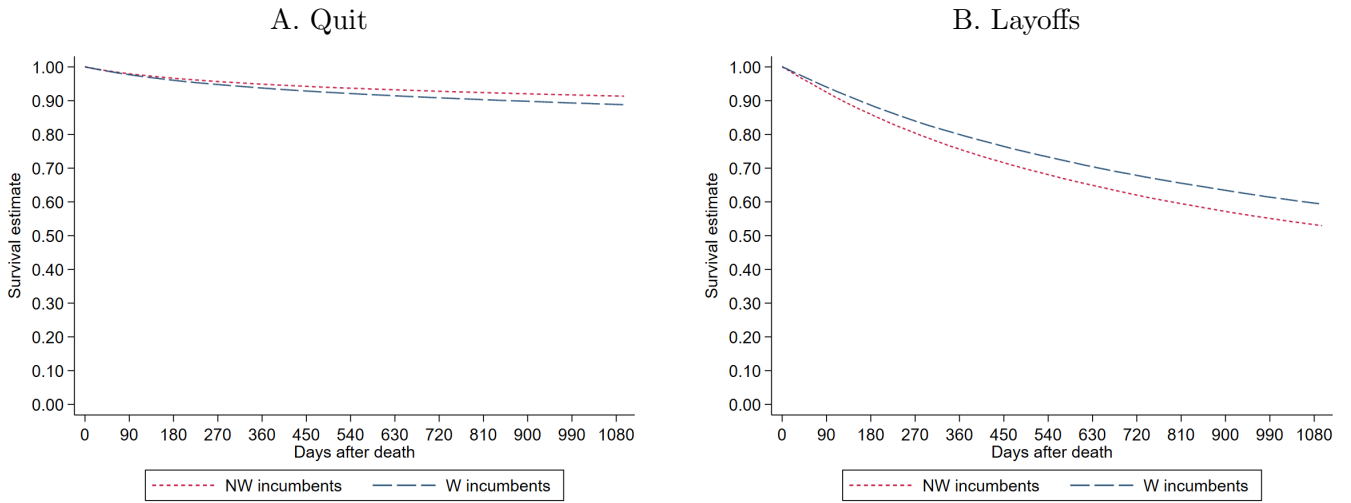 A. Quit
Survival estimate
1.00
0.90
0.80
0.70
0.60
0.50
0.40
0.30
0.20
0.10
0.00
0 90 180 270 360 450 540 630 720 810 900 990 1080
Days after death
NW incumbents W incumbents
B. Layoffs
Survival estimate
1.00
0.90
0.80
0.70
0.60
0.50
0.40
0.30
0.20
0.10
0.00
0 90 180 270 360 450 540 630 720 810 900 990 1080
Days after death
NW incumbents W incumbents